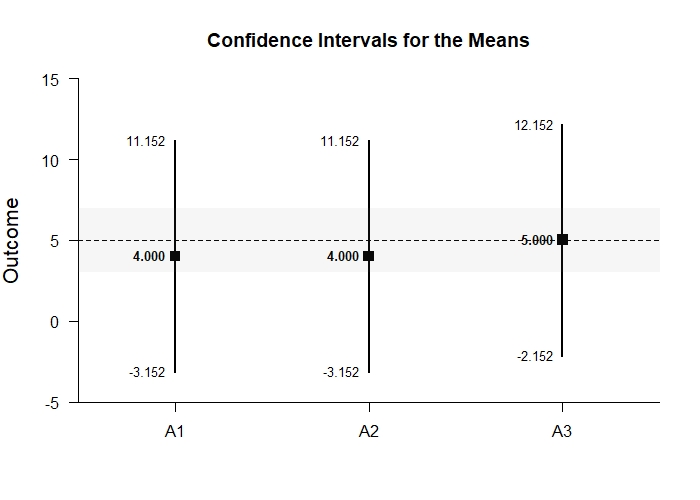 Confidence Intervals for the Means
Outcome
15
10
5
0
-5
11.152
4.000
-3.152
11.152
4.000
-3.152
12.152
5.000
-2.152
A1
A2
A3